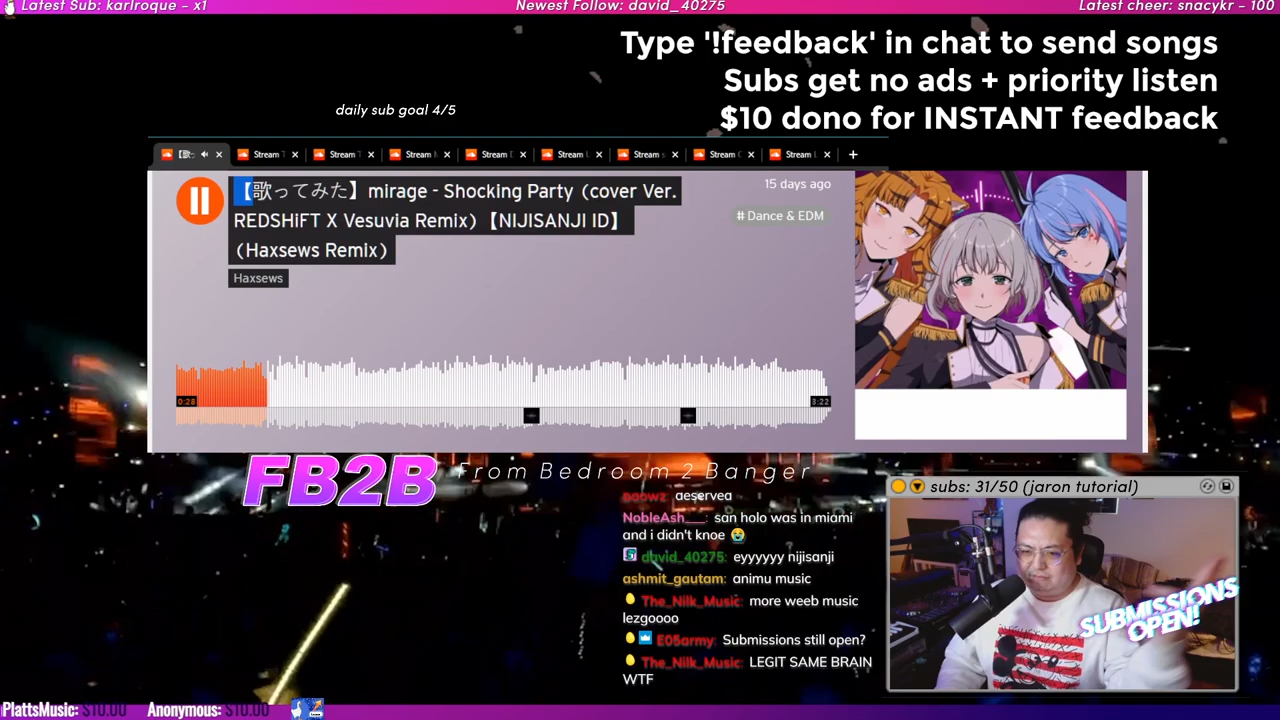 Latest Sub: karlroque - x1
Newest Follow: david_40275
Latest cheer: snacykr - 100
Type '!feedback' in chat to send songs
Subs get no ads + priority listen
$10 dono for INSTANT feedback
daily sub goal 4/5
Stream T
Stream T
Stream
Stream
Stream
Stream
Stream
Stream
【歌ってみた】mirage - Shocking Party (cover Ver.
REDSHiFT X Vesuvia Remix)【NIJISANJI ID】
(Haxsews Remix)
Haxsews
15 days ago
# Dance & EDM
0:28
3:22
FB2B
From Bedroom 2 Banger
NobleAsh___: san holo was in miami
and i didn't knoe 😭
david_40275: eyyyyyy nijisanji
ashmit_gautam: animu music
The_Nilk_Music: more weeb music
lezgoooo
E05army: Submissions still open?
The_Nilk_Music: LEGIT SAME BRAIN
WTF
subs: 31/50 (jaron tutorial)
SUBMISSIONS
OPEN!
PlattsMusic: $10.00
Anonymous: $10.00